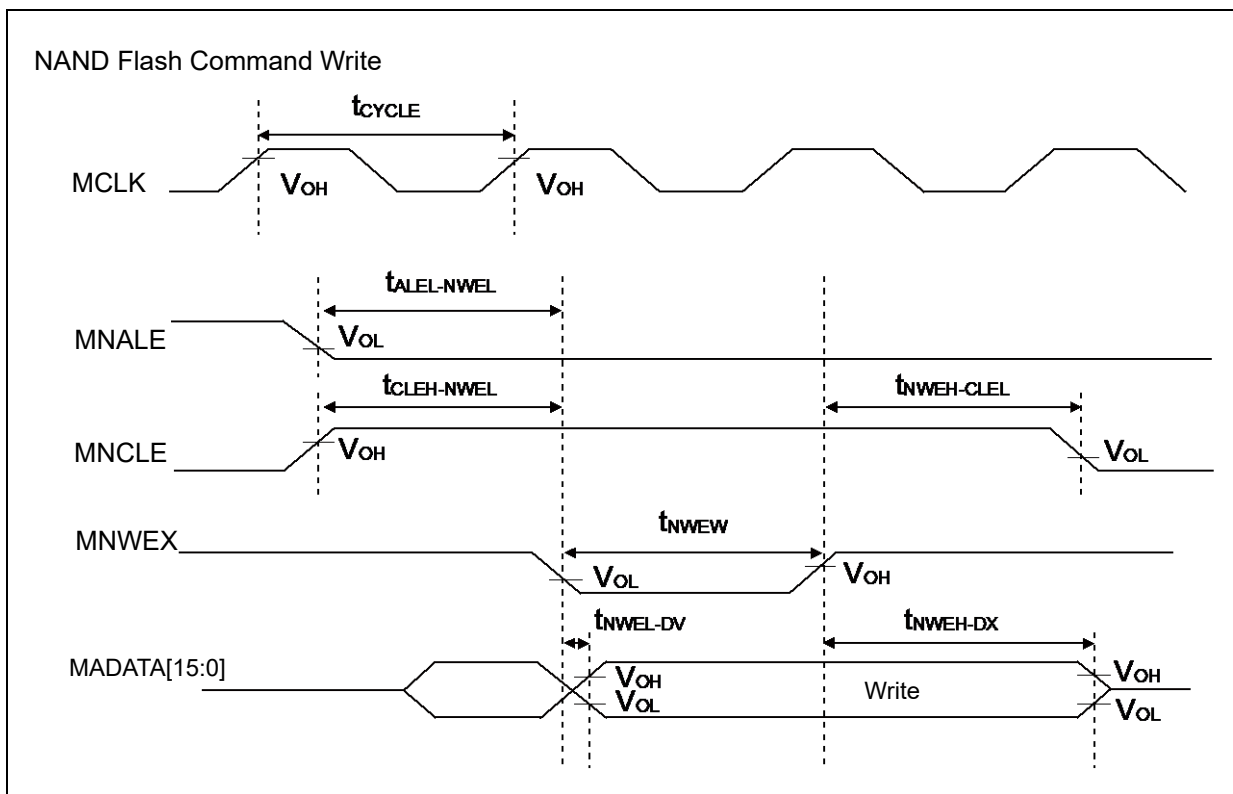 NAND Flash Command Write
tCYCLE
MCLK
VOH
VOH
tALEL-NWEL
MNALE
VOL
tCLEH-NWEL
tNWEH-CLEL
MNCLE
VOH
VOL
tNWEW
MNWEX
VOL
VOH
tNWEL-DV
tNWEH-DX
MADATA[15:0]
VOH
VOL
Write
VOH
VOL